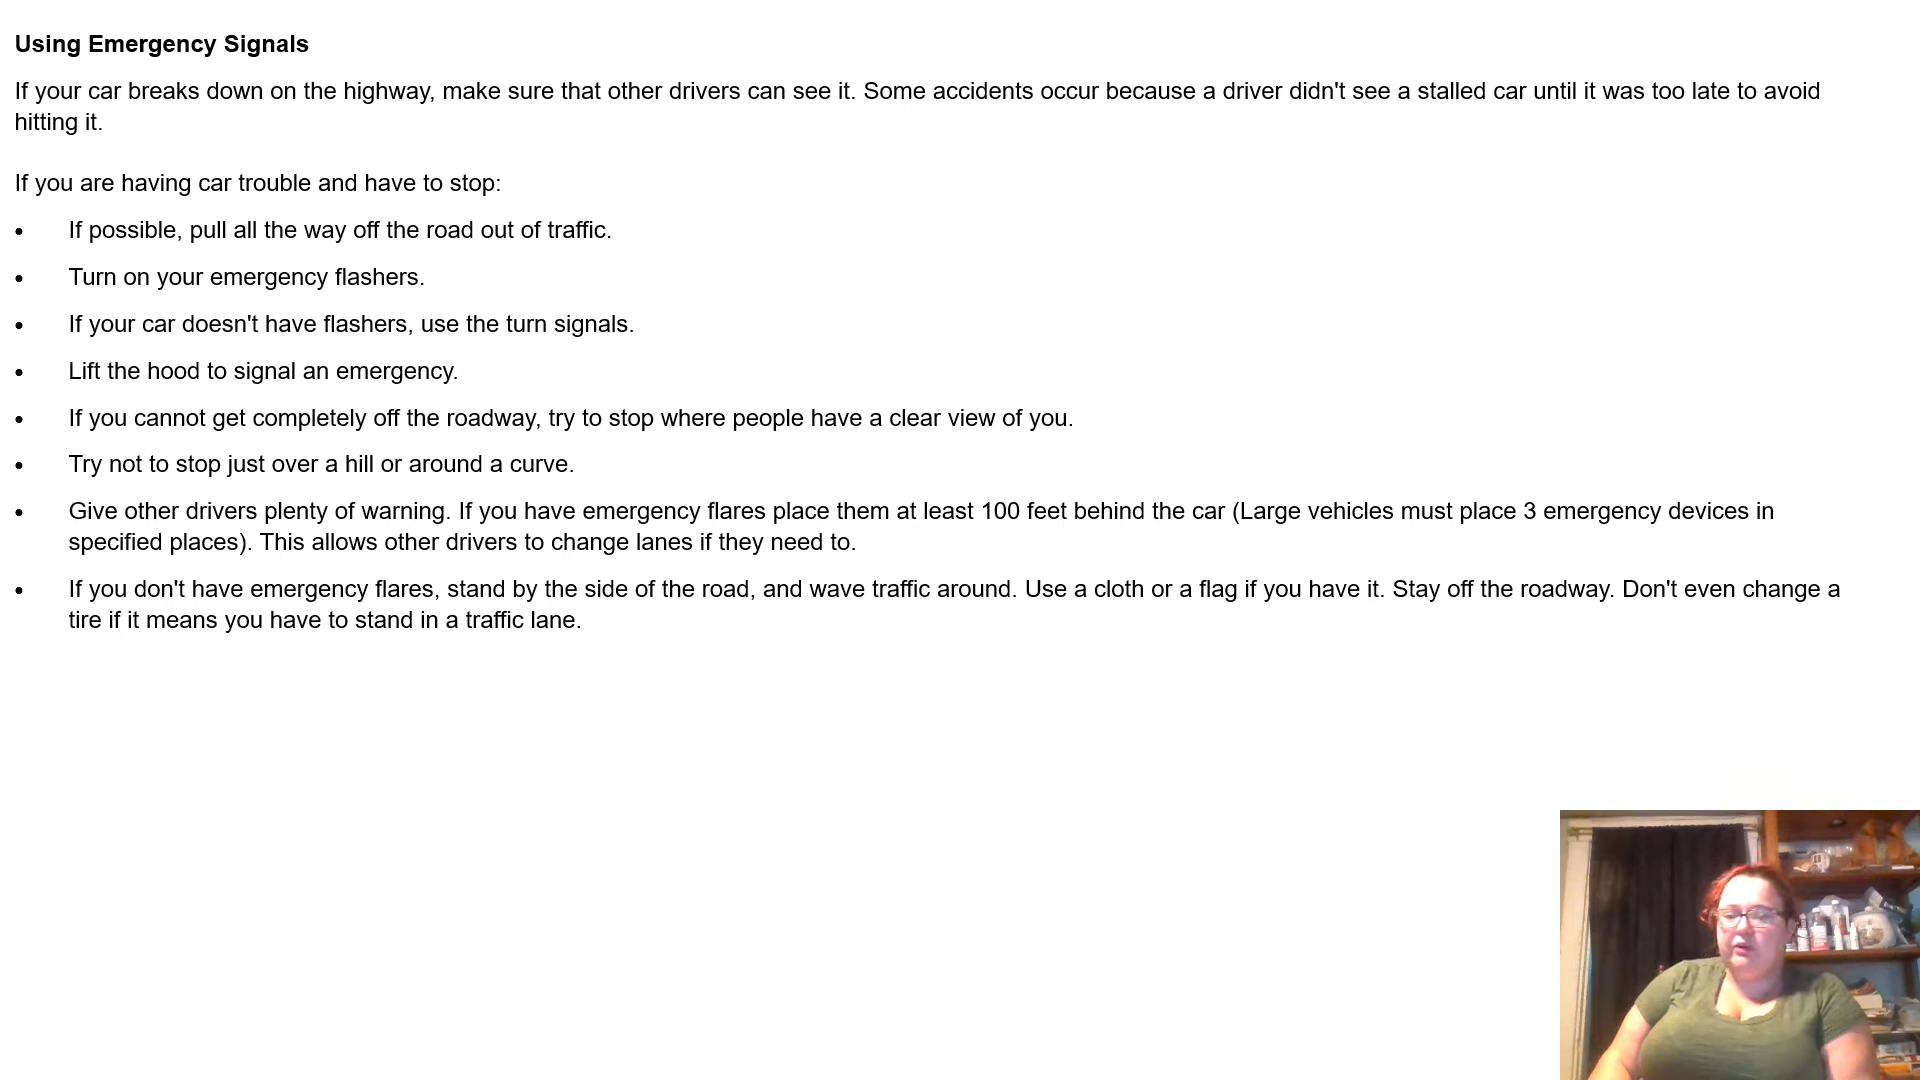 Using Emergency Signals
If your car breaks down on the highway, make sure that other drivers can see it. Some accidents occur because a driver didn't see a stalled car until it was too late to avoid
hitting it.
If you are having car trouble and have to stop:
• If possible, pull all the way off the road out of traffic.
• Turn on your emergency flashers.
• If your car doesn't have flashers, use the turn signals.
• Lift the hood to signal an emergency.
• If you cannot get completely off the roadway, try to stop where people have a clear view of you.
• Try not to stop just over a hill or around a curve.
• Give other drivers plenty of warning. If you have emergency flares place them at least 100 feet behind the car (Large vehicles must place 3 emergency devices in
specified places). This allows other drivers to change lanes if they need to.
• If you don't have emergency flares, stand by the side of the road, and wave traffic around. Use a cloth or a flag if you have it. Stay off the roadway. Don't even change a
tire if it means you have to stand in a traffic lane.